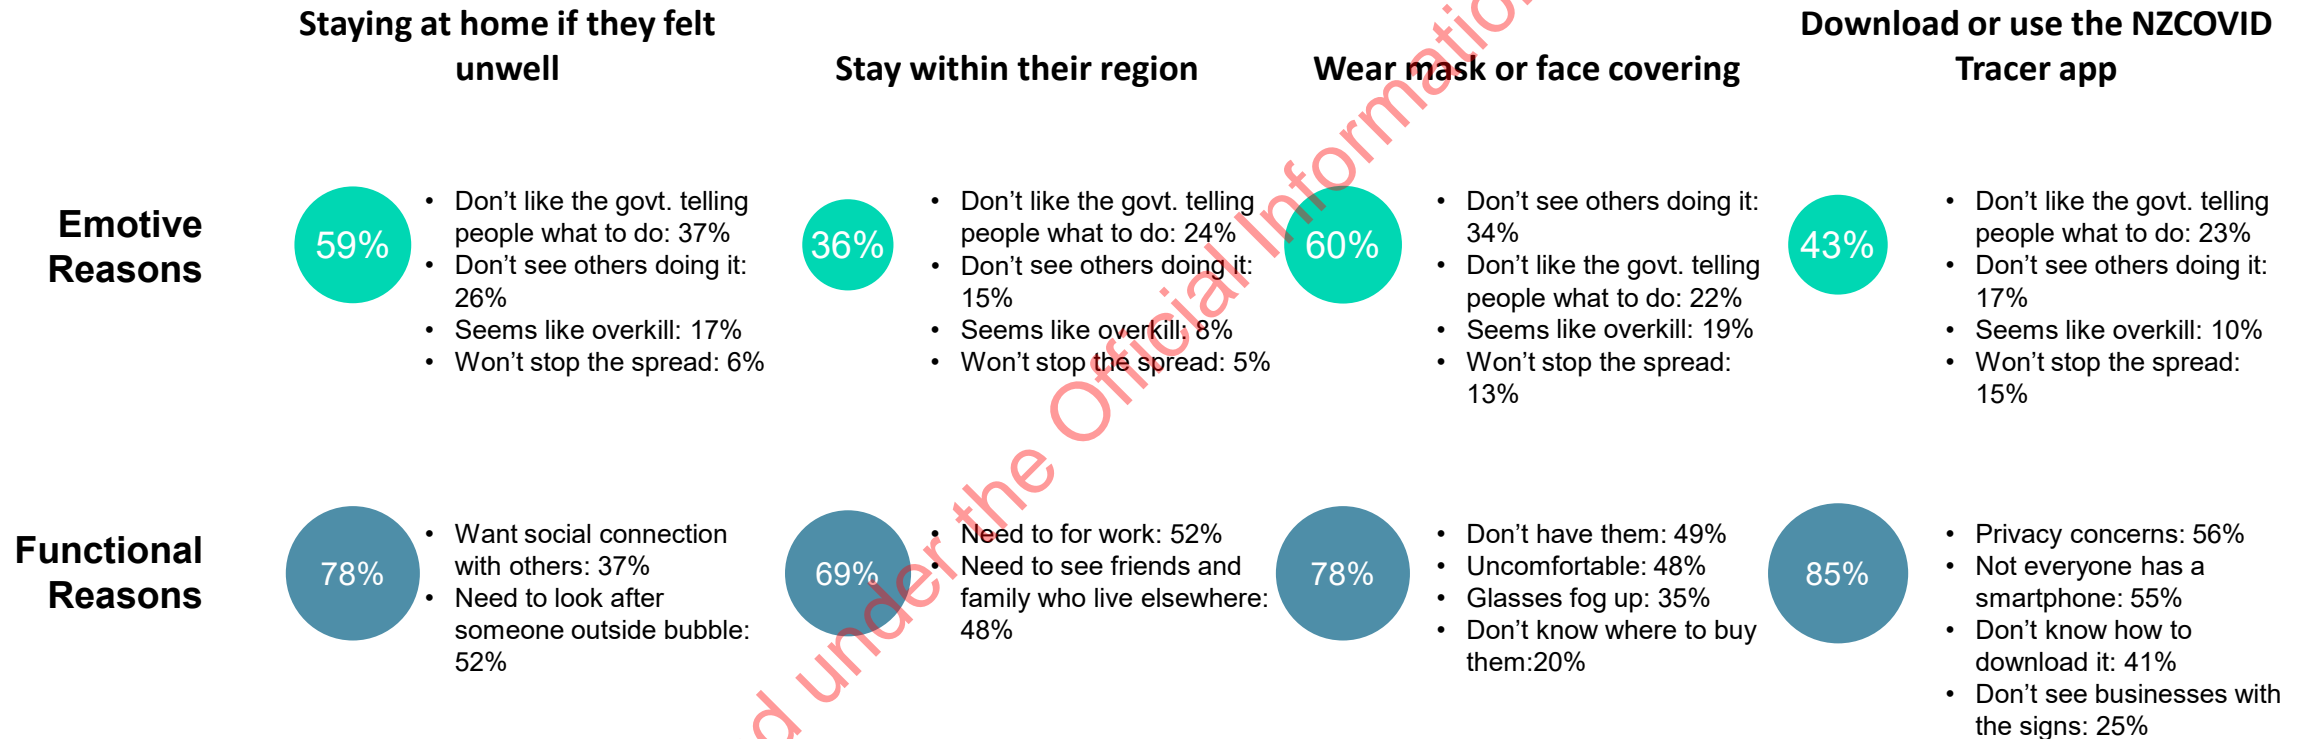 Staying at home if they felt
unwell
Stay within their region
Wear mask or face covering
Download or use the NZCOVID
Tracer app
Emotive
Reasons
59%
• Don’t like the govt. telling
people what to do: 37%
• Don’t see others doing it:
26%
• Seems like overkill: 17%
• Won’t stop the spread: 6%
36%
• Don’t like the govt. telling
people what to do: 24%
• Don’t see others doing it:
15%
• Seems like overkill: 8%
• Won’t stop the spread: 5%
60%
• Don’t see others doing it:
34%
• Don’t like the govt. telling
people what to do: 22%
• Seems like overkill: 19%
• Won’t stop the spread:
13%
43%
• Don’t like the govt. telling
people what to do: 23%
• Don’t see others doing it:
17%
• Seems like overkill: 10%
• Won’t stop the spread:
15%
Functional
Reasons
78%
• Want social connection
with others: 37%
• Need to look after
someone outside bubble:
52%
69%
• Need to for work: 52%
• Need to see friends and
family who live elsewhere:
48%
78%
• Don’t have them: 49%
• Uncomfortable: 48%
• Glasses fog up: 35%
• Don’t know where to buy
them:20%
85%
• Privacy concerns: 56%
• Not everyone has a
smartphone: 55%
• Don’t know how to
download it: 41%
• Don’t see businesses with
the signs: 25%
under the Official Information